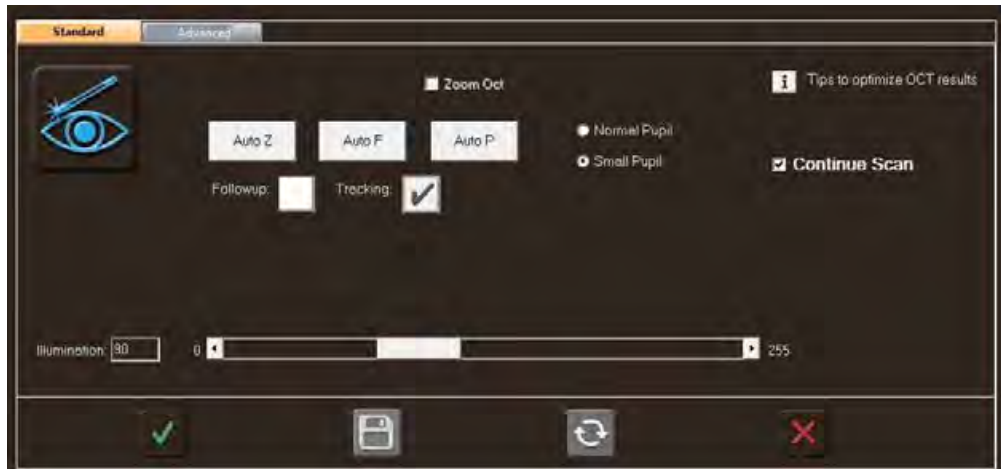 Standard Advanced
Zoom Oct
i Tips to optimize OCT results
Auto Z Auto F Auto P
Normal Pupil
Small Pupil
Continue Scan
Followup: Tracking:
Illumination: 90 0 255